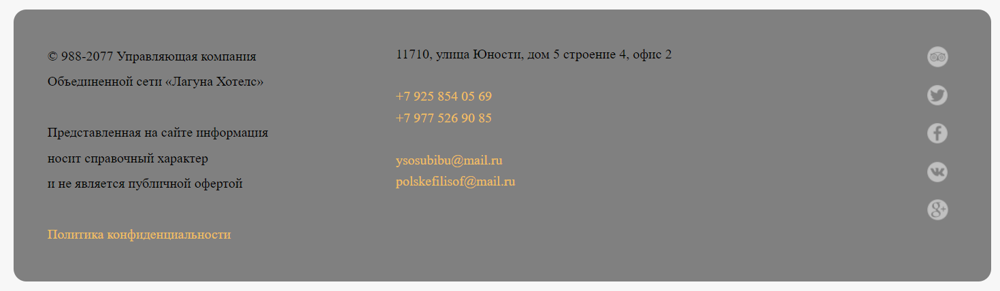 © 988-2077 Управляющая компания
Объединенной сети «Лагуна Хотелс»
Представленная на сайте информация
носит справочный характер
и не является публичной офертой
Политика конфиденциальности
11710, улица Юности, дом 5 строение 4, офис 2
+7 925 854 05 69
+7 977 526 90 85
ysosubibu@mail.ru
polskefilisof@mail.ru